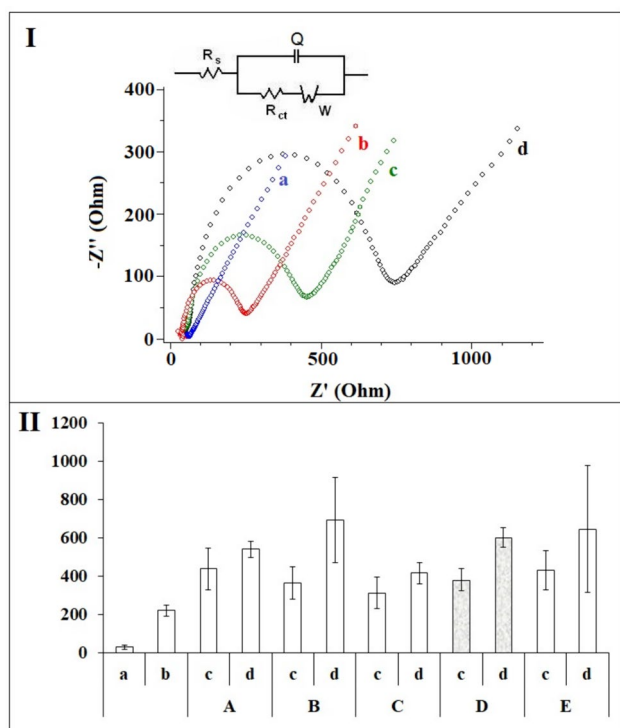 I
R_s
Q
R_ct
W
400
300
200
100
0
-Z'' (Ohm)
a
b
c
d
0
500
1000
Z' (Ohm)
II
1200
1000
800
600
400
200
0
a b c d c d c d c d c d
A B C D E